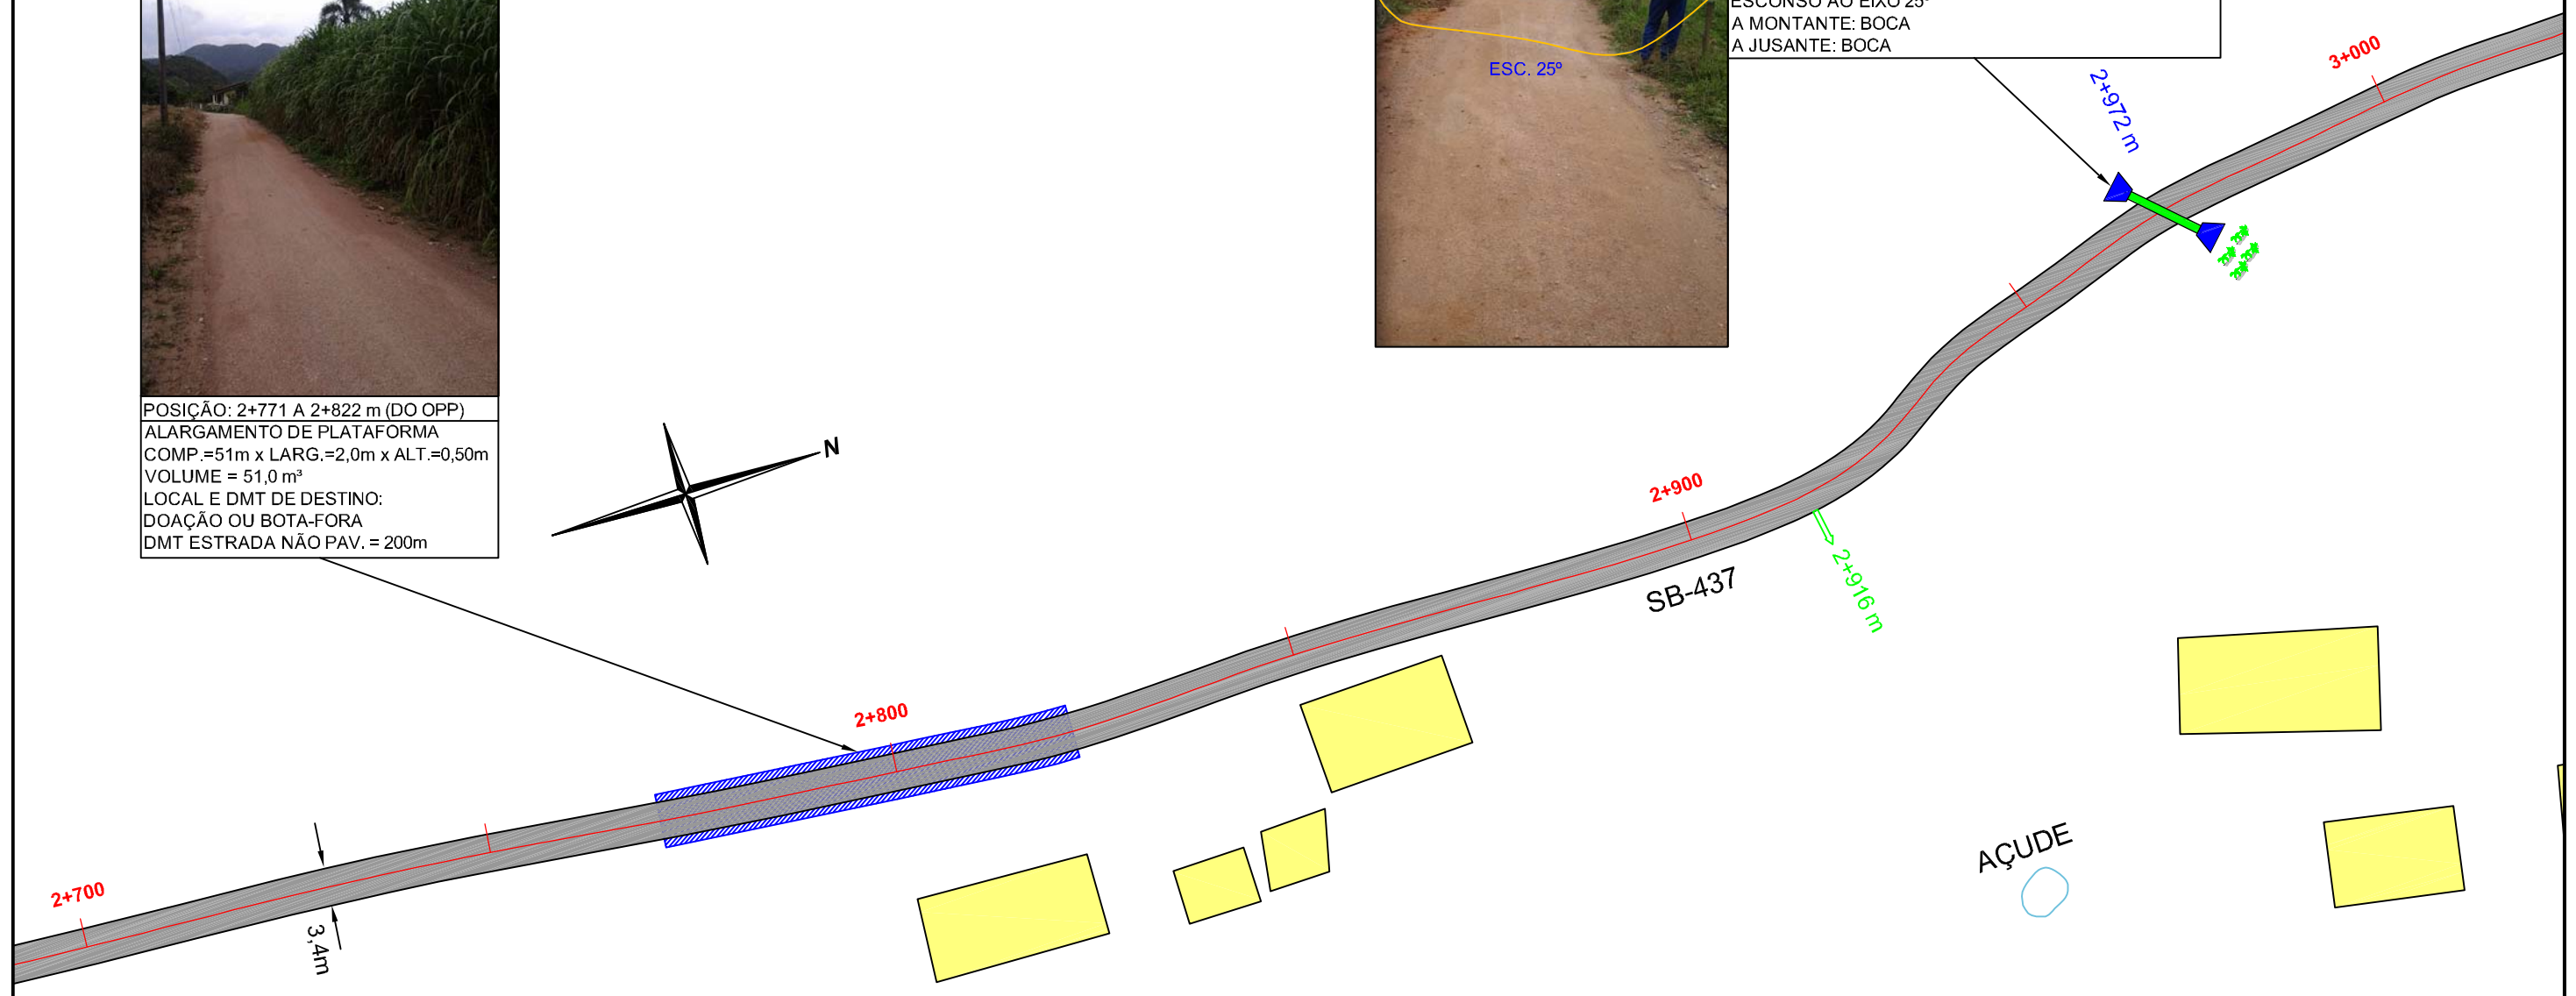 ESCONSO AO EIXO 25º
A MONTANTE: BOCA
A JUSANTE: BOCA
ESC. 25º
3+000
2+972 m
POSIÇÃO: 2+771 A 2+822 m (DO OPP)
ALARGAMENTO DE PLATAFORMA
COMP.=51m x LARG.=2,0m x ALT.=0,50m
VOLUME = 51,0 m³
LOCAL E DMT DE DESTINO:
DOAÇÃO OU BOTA-FORA
DMT ESTRADA NÃO PAV. = 200m
N
2+900
SB-437
2+916 m
2+800
2+700
3,4m
AÇUDE